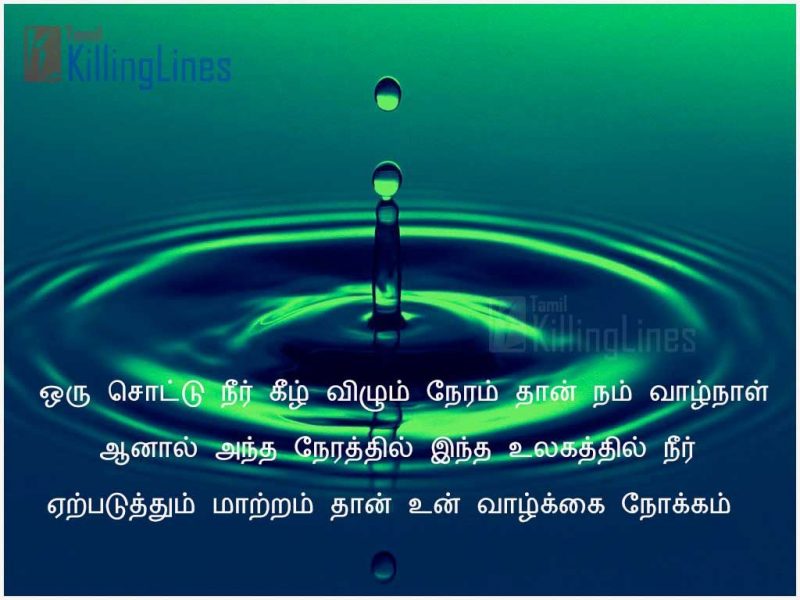 Tamil
KillingLines
Tamil
KillingLines
ஒரு சொட்டு நீர் கீழ் விழும் நேரம் தான் நம் வாழ்நாள்
ஆனால் அந்த நேரத்தில் இந்த உலகத்தில் நீர்
ஏற்படுத்தும் மாற்றம் தான் உன் வாழ்க்கை நோக்கம்